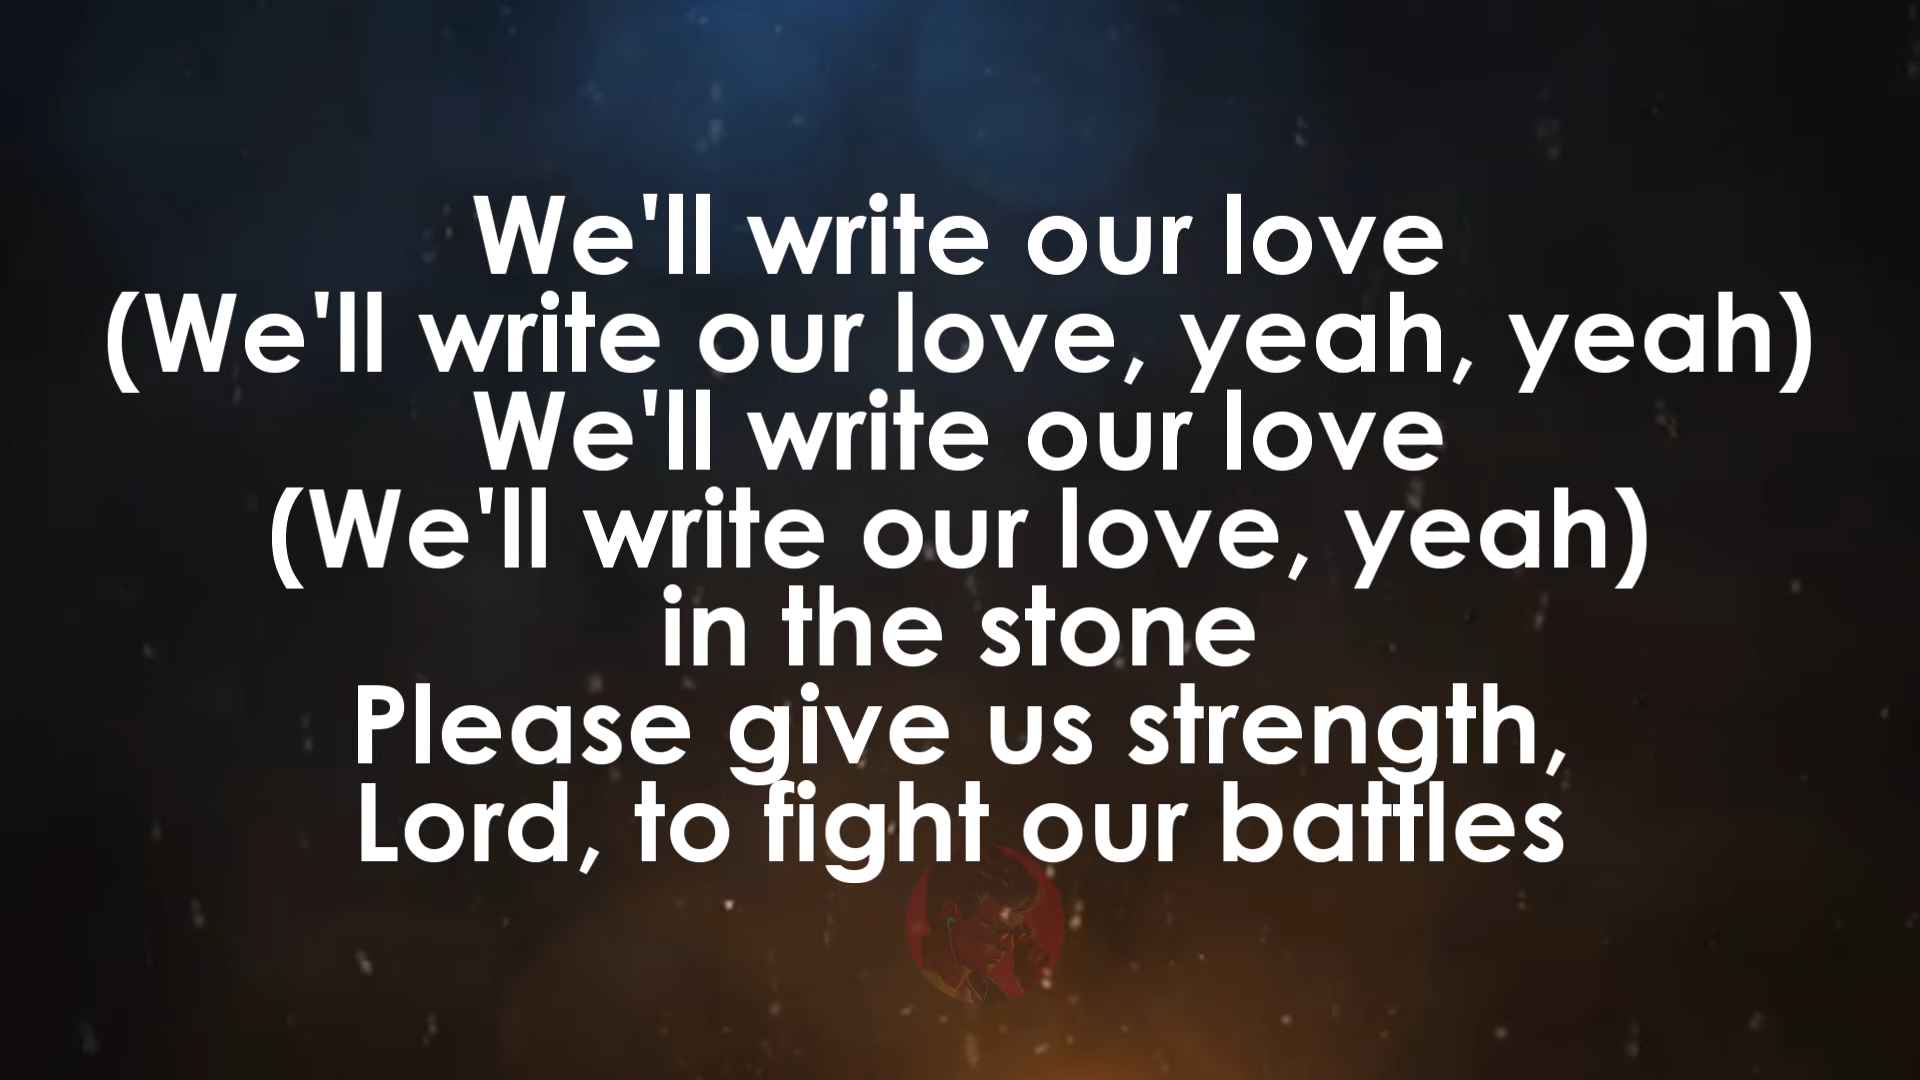 We'll write our love
(We'll write our love, yeah, yeah)
We'll write our love
(We'll write our love, yeah)
in the stone
Please give us strength,
Lord, to fight our battles